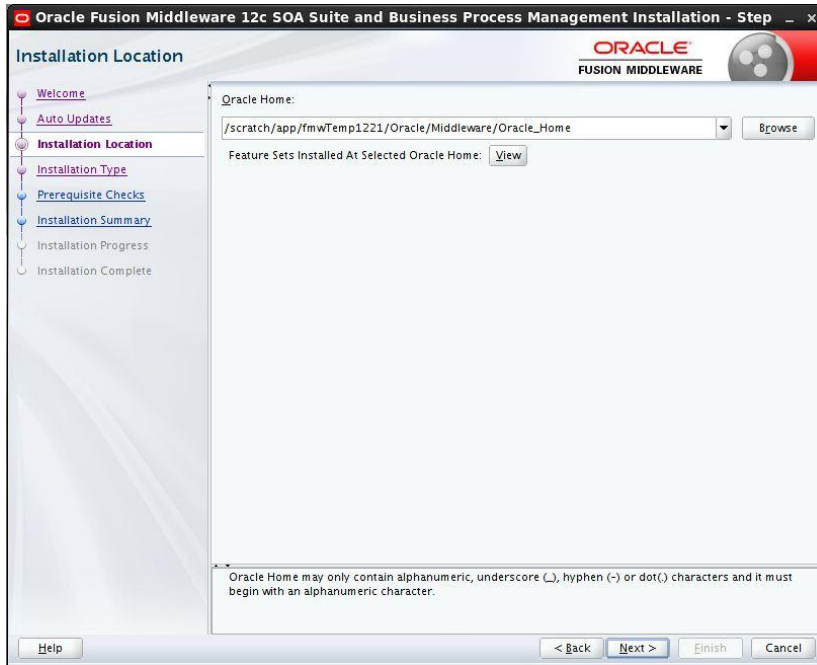 Oracle Fusion Middleware 12c SOA Suite and Business Process Management Installation - Step
Installation Location
ORACLE
FUSION MIDDLEWARE
Welcome
Auto Updates
Installation Location
Installation Type
Prerequisite Checks
Installation Summary
Installation Progress
Installation Complete
Oracle Home:
/scratch/app/fmwTemp1221/Oracle/Middleware/Oracle_Home
Browse
Feature Sets Installed At Selected Oracle Home: View
Oracle Home may only contain alphanumeric, underscore (_), hyphen (-) or dot(.) characters and it must
begin with an alphanumeric character.
Help
< Back
Next >
Finish
Cancel